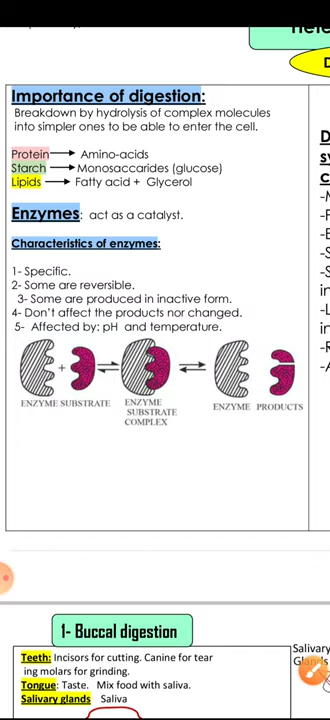 Importance of digestion:
Breakdown by hydrolysis of complex molecules
into simpler ones to be able to enter the cell.
Protein Amino-acids
Starch Monosaccarides (glucose)
Lipids Fatty acid + Glycerol
Enzymes: act as a catalyst.
Characteristics of enzymes:
1- Specific.
2- Some are reversible.
3- Some are produced in inactive form.
4- Don't affect the products nor changed.
5- Affected by: pH and temperature.
+
ENZYME SUBSTRATE
ENZYME
SUBSTRATE
COMPLEX
ENZYME PRODUCTS
1- Buccal digestion
Teeth: Incisors for cutting. Canine for tear
ing molars for grinding.
Tongue: Taste. Mix food with saliva.
Salivary glands Saliva
Salivary